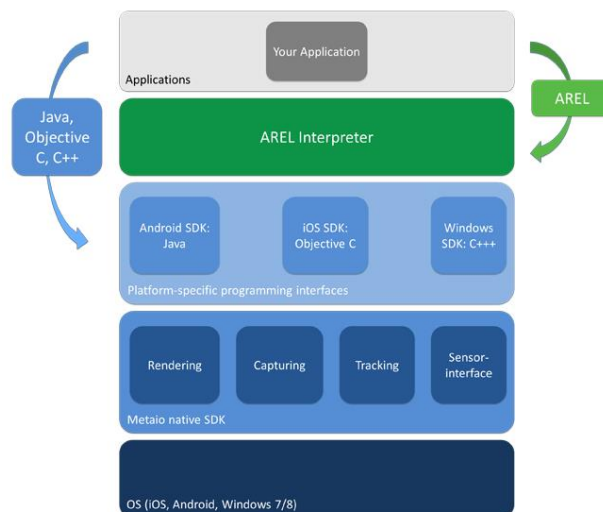 Your Application
Applications
Java,
Objective
C, C++
AREL
AREL Interpreter
Android SDK:
Java
iOS SDK:
Objective C
Windows
SDK: C+++
Platform-specific programming interfaces
Rendering
Capturing
Tracking
Sensor-
interface
Metaio native SDK
OS (iOS, Android, Windows 7/8)